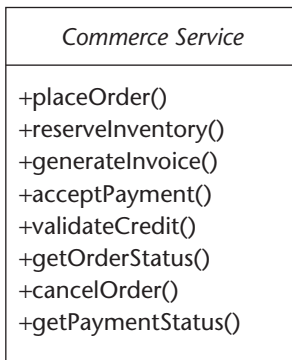 Commerce Service
+placeOrder()
+reserveInventory()
+generateInvoice()
+acceptPayment()
+validateCredit()
+getOrderStatus()
+cancelOrder()
+getPaymentStatus()